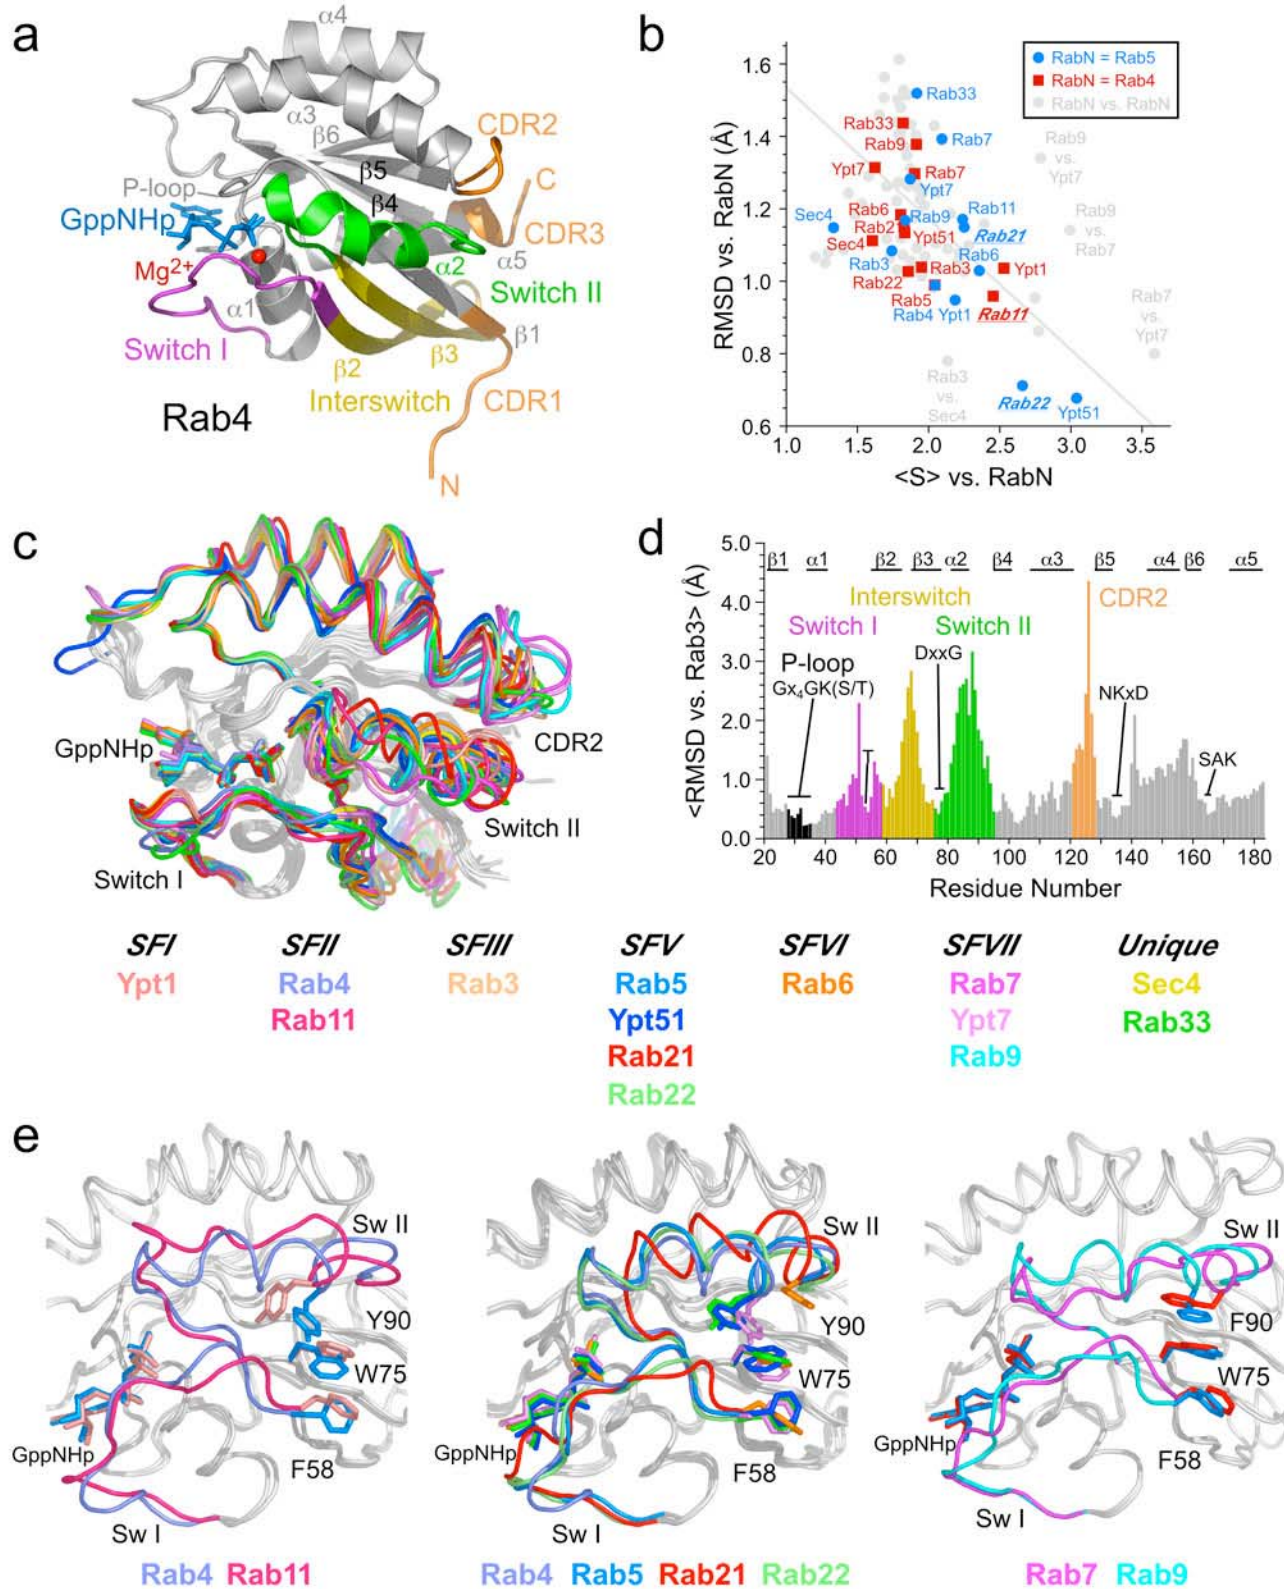 a
α4
α3
β6
CDR2
β5
C
P-loop
β4
GppNHp
CDR3
Mg2+
α2
α5
α1
Switch II
Switch I
β1
β2
β3
Interswitch
CDR1
Rab4
N
b
RMSD vs. RabN (Å)
1.6
1.4
1.2
1.0
0.8
0.6
1.0
1.5
2.0
2.5
3.0
3.5
<S> vs. RabN
RabN = Rab5
RabN = Rab4
RabN vs. RabN
Rab33
Rab33
Rab7
Rab9
Rab9
vs.
Ypt7
Ypt7
Rab7
Ypt7
Rab6
Rab9
Rab11
Sec4
Rab21
Rab21
Rab9
vs.
Rab7
Sec4
Ypt51
Rab6
Rab3
Rab3
Ypt1
Rab22
Rab5
Rab11
Rab4
Ypt1
Rab7
vs.
Ypt7
Rab3
vs.
Sec4
Rab22
Ypt51
c
GppNHp
CDR2
Switch II
Switch I
d
<RMSD vs. Rab3> (Å)
5.0
4.0
3.0
2.0
1.0
0.0
β1 α1 β2 β3 α2 β4 α3 β5 α4 β6 α5
Interswitch
CDR2
Switch I
Switch II
P-loop
DxxG
Gx4GK(S/T)
T
NKxD
SAK
20 40 60 80 100 120 140 160 180
Residue Number
SFI SFII SFIII SFV SFVI SFVII Unique
Ypt1 Rab4 Rab3 Rab5 Rab6 Rab7 Sec4
Rab11 Ypt51 Ypt7 Rab33
Rab21 Rab9
Rab22
e
Sw II
Y90
W75
GppNHp
F58
Sw I
Rab4 Rab11
Sw II
Y90
W75
GppNHp
F58
Sw I
Rab4 Rab5 Rab21 Rab22
Sw II
F90
W75
GppNHp
F58
Sw I
Rab7 Rab9